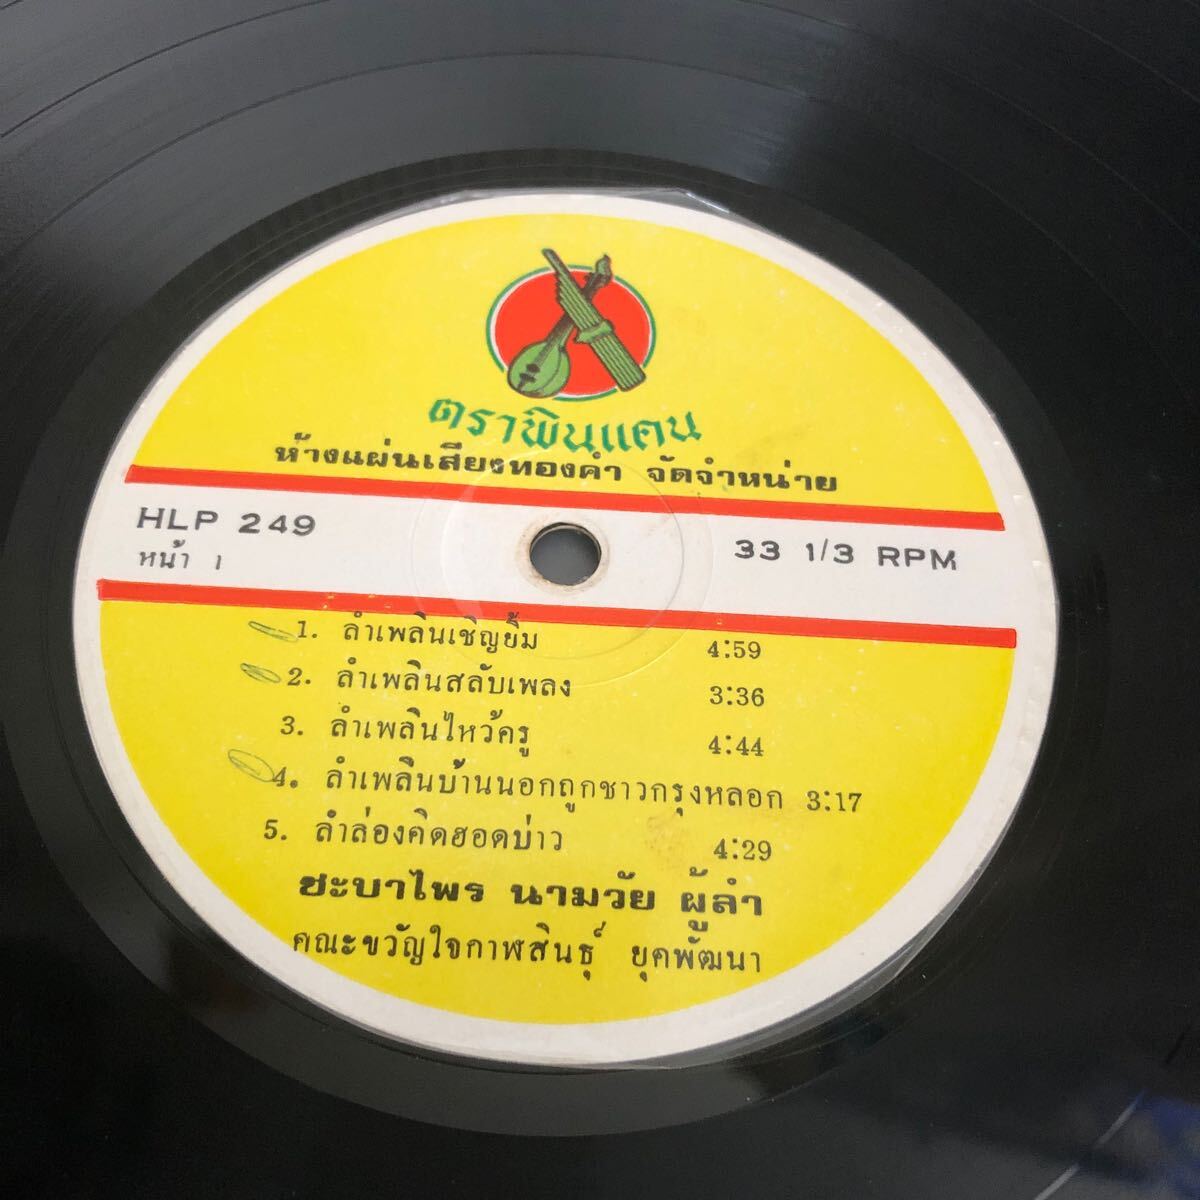 ตราพิณแคน
ห้างแผ่นเสียงทองคำ จัดจำหน่าย
HLP 249
หน้า 1
33 1/3 RPM
1. ลำเพลินเชิญยิ้ม 4:59
2. ลำเพลินสลับเพลง 3:36
3. ลำเพลินไหว้ครู 4:44
4. ลำเพลินบ้านนอกถูกชาวกรุงหลอก 3:17
5. ลำล่องคิดฮอดบ่าว 4:29
ชะบาไพร นามวัย ผู้ลำ
คณะขวัญใจกาฬสินธุ์ ยุคพัฒนา